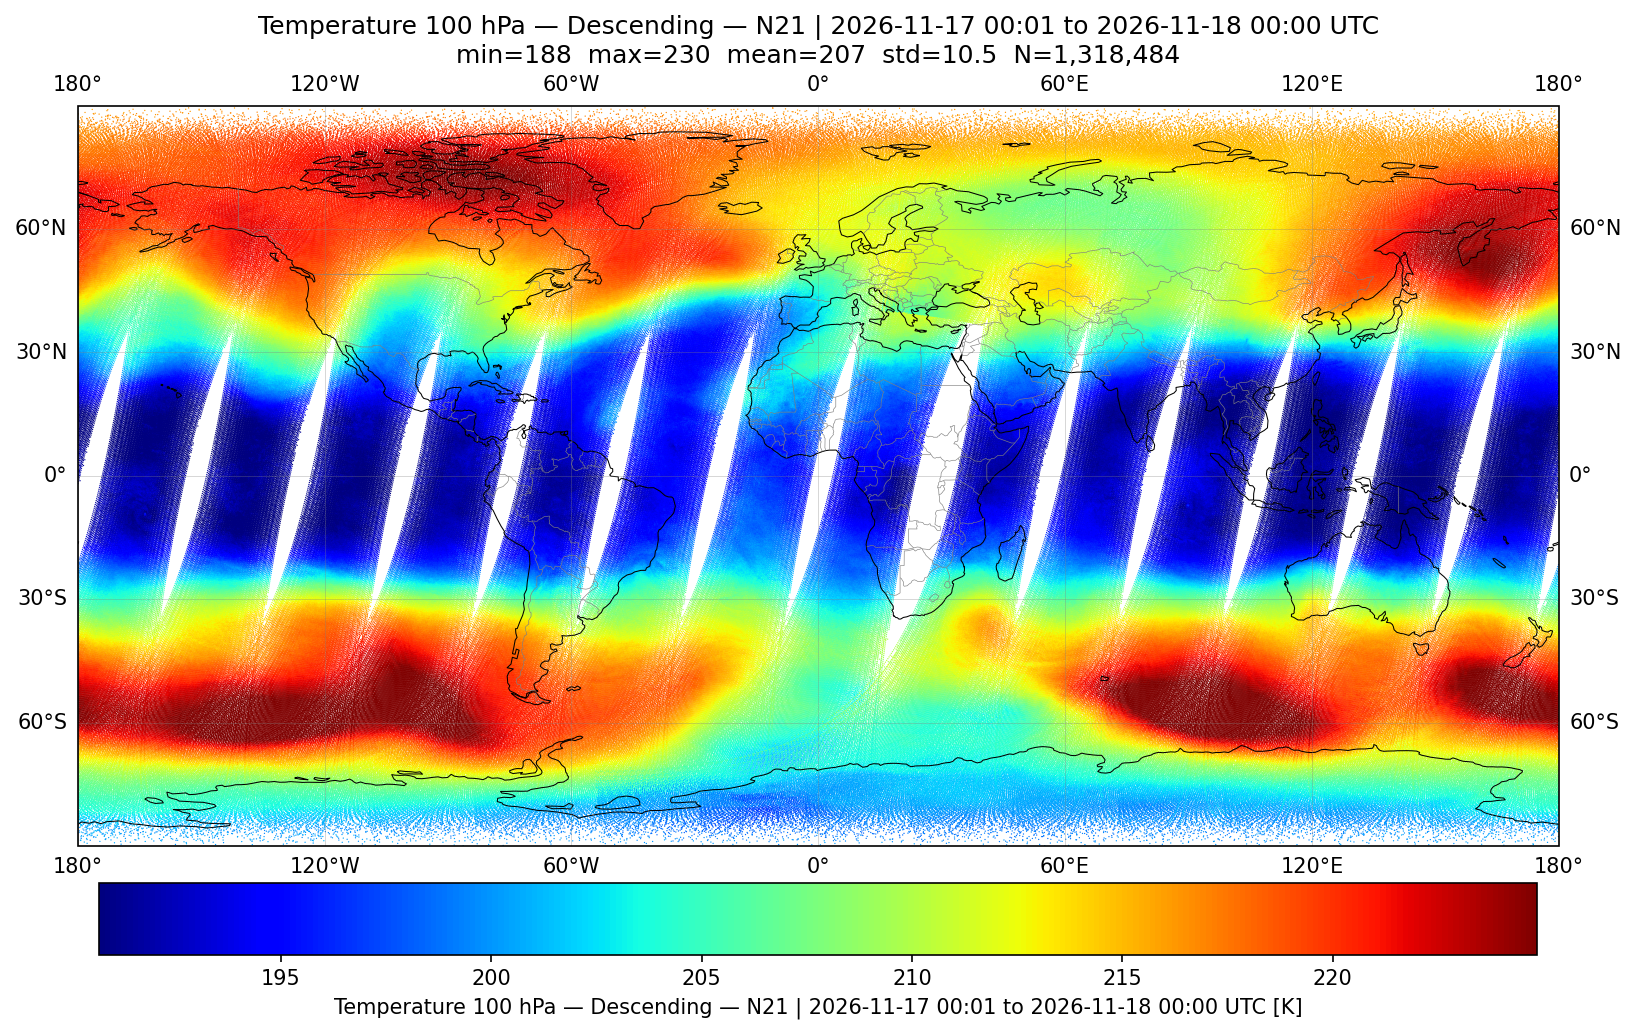 Temperature 100 hPa — Descending — N21 | 2026-11-17 00:01 to 2026-11-18 00:00 UTC
min=188  max=230  mean=207  std=10.5  N=1,318,484
180° 120°W 60°W 0° 60°E 120°E 180°
60°N 60°N
30°N 30°N
0° 0°
30°S 30°S
60°S 60°S
180° 120°W 60°W 0° 60°E 120°E 180°
195 200 205 210 215 220
Temperature 100 hPa — Descending — N21 | 2026-11-17 00:01 to 2026-11-18 00:00 UTC [K]